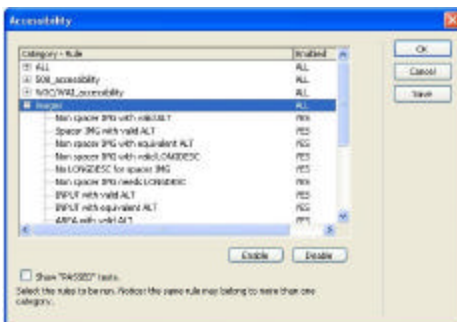 Accessibility
Category - Rule Enabled
ALL ALL
508_accessibility ALL
W3C/WAI_accessibility ALL
Images ALL
Non spacer IMG with valid ALT YES
Spacer IMG with valid ALT YES
Non spacer IMG with equivalent ALT YES
Non spacer IMG with valid LONGDESC YES
No LONGDESC for spacer IMG YES
Non spacer IMG needs LONGDESC YES
INPUT with valid ALT YES
INPUT with equivalent ALT YES
AREA with valid ALT YES
OK
Cancel
Save
Enable Disable
Show "PASSED" tests.
Select the rules to be run. Notice: the same rule may belong to more than one
category.